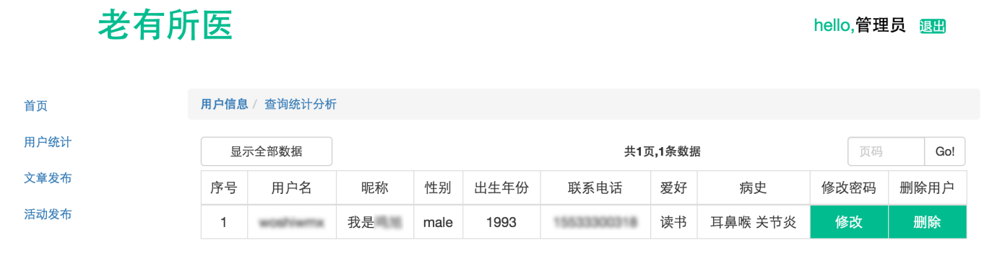 老有所医
hello,管理员 退出
首页
用户统计
文章发布
活动发布
用户信息 / 查询统计分析
显示全部数据 共1页,1条数据 页码 Go!
序号 用户名 昵称 性别 出生年份 联系电话 爱好 病史 修改密码 删除用户
1 我是 male 1993 读书 耳鼻喉 关节炎 修改 删除